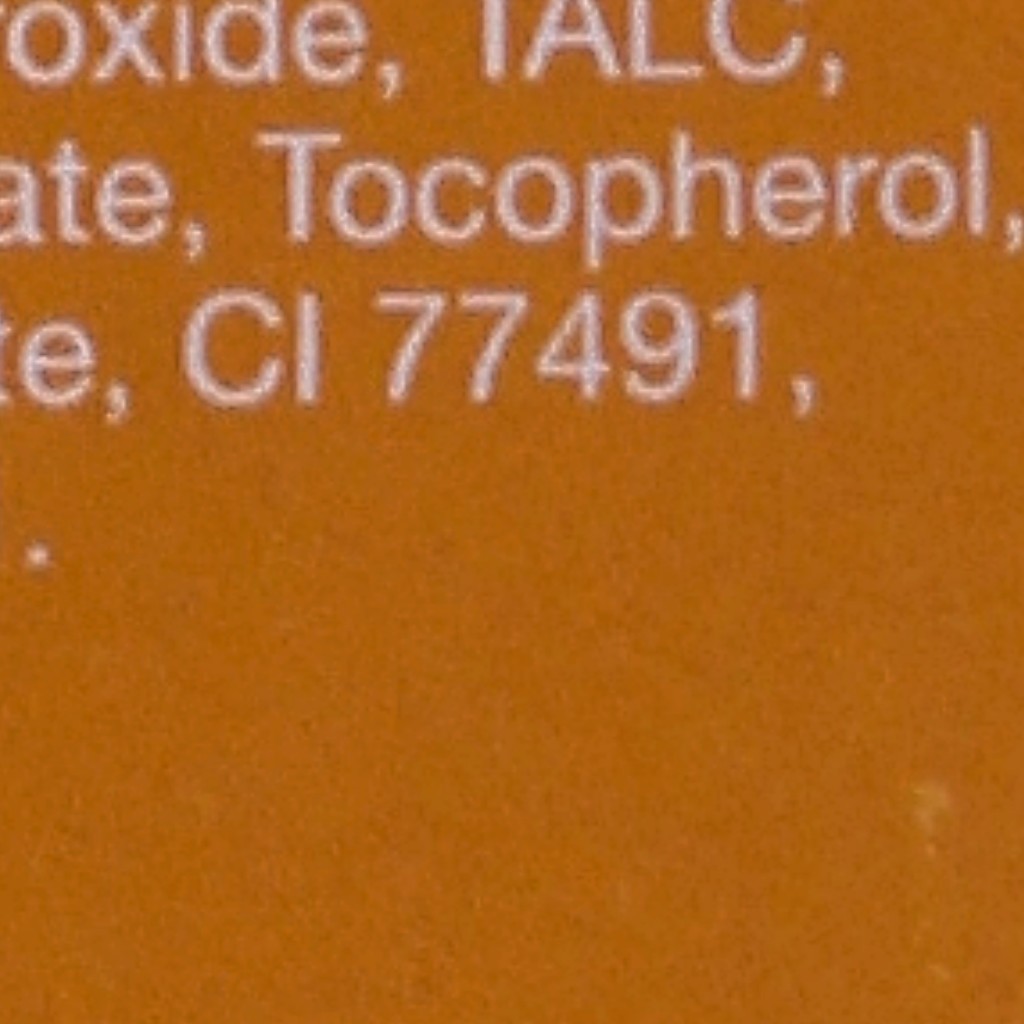 oxide, TALC,
ate, Tocopherol,
te, CI 77491,
.